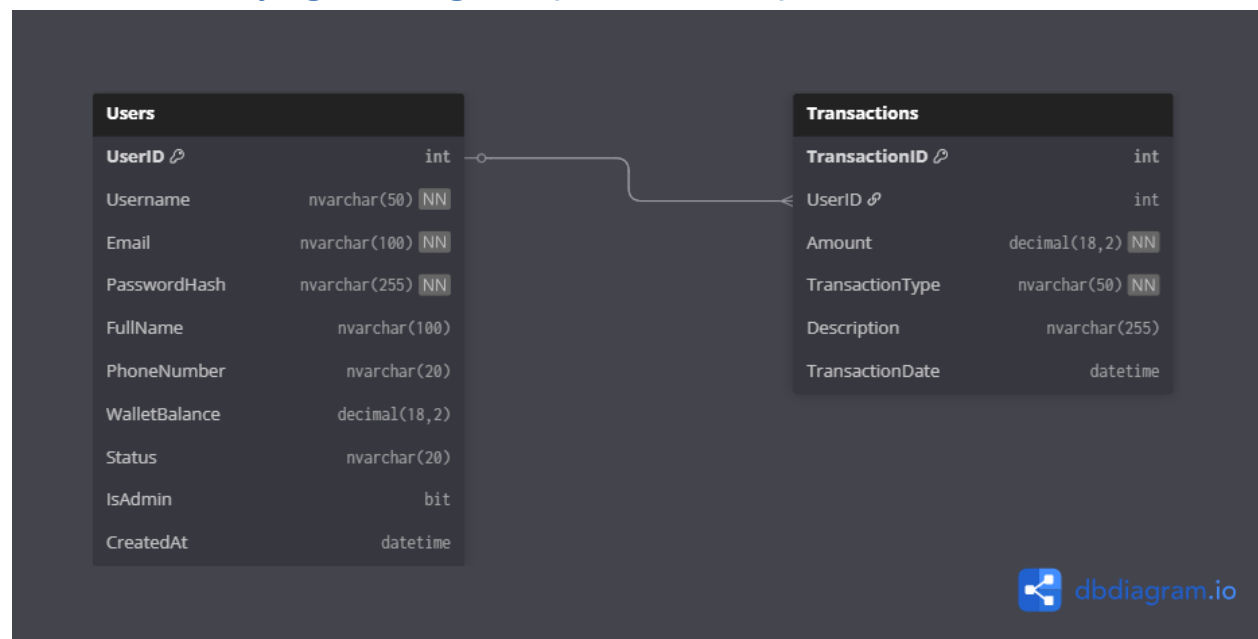 Users
UserID int
Username nvarchar(50) NN
Email nvarchar(100) NN
PasswordHash nvarchar(255) NN
FullName nvarchar(100)
PhoneNumber nvarchar(20)
WalletBalance decimal(18,2)
Status nvarchar(20)
IsAdmin bit
CreatedAt datetime
Transactions
TransactionID int
UserID int
Amount decimal(18,2) NN
TransactionType nvarchar(50) NN
Description nvarchar(255)
TransactionDate datetime
dbdiagram.io